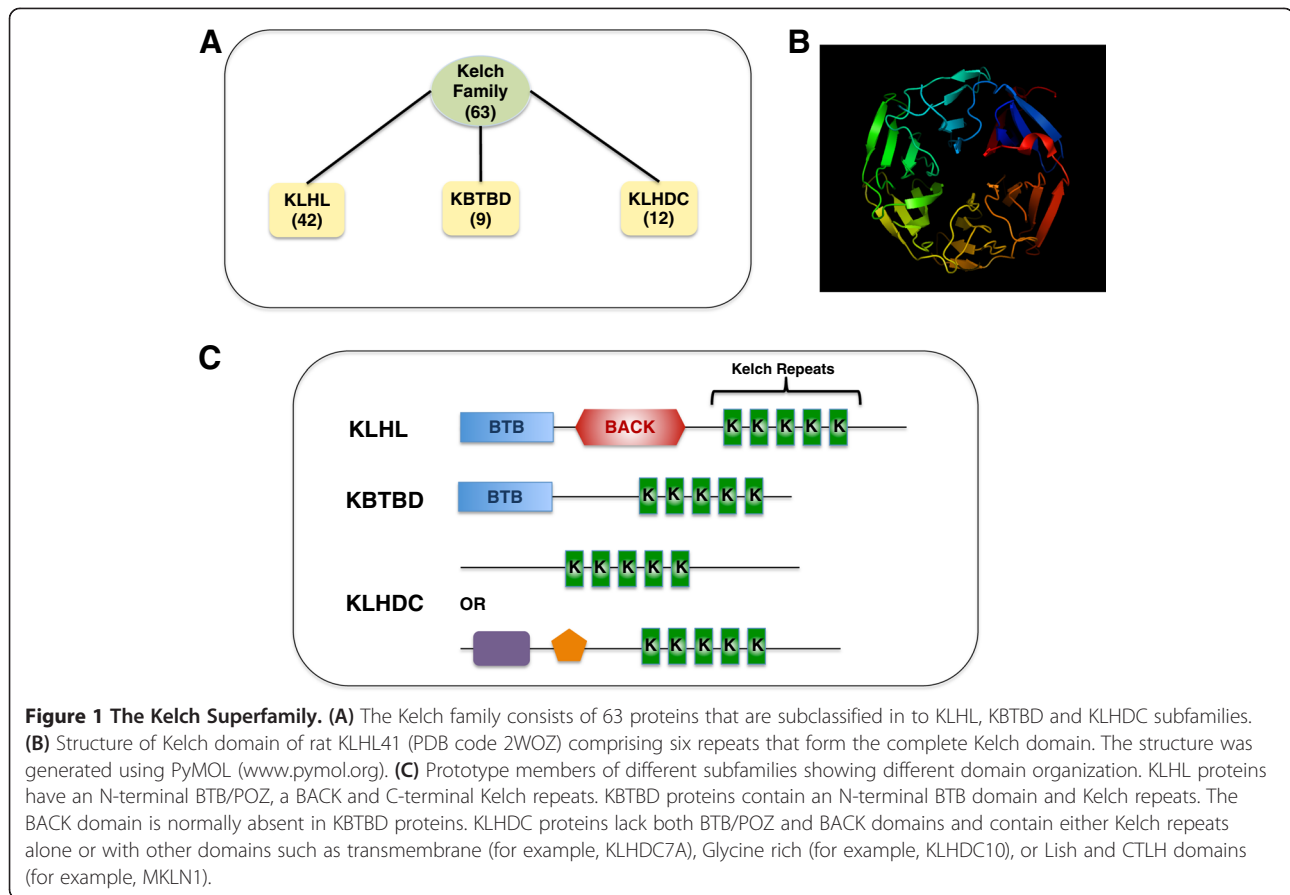 A
Kelch
Family
(63)
KLHL
(42)
KBTBD
(9)
KLHDC
(12)
B
C
Kelch Repeats
KLHL
BTB
BACK
K K K K K
KBTBD
BTB
K K K K K
K K K K K
KLHDC
OR
K K K K K
Figure 1 The Kelch Superfamily. (A) The Kelch family consists of 63 proteins that are subclassified in to KLHL, KBTBD and KLHDC subfamilies.
(B) Structure of Kelch domain of rat KLHL41 (PDB code 2WOZ) comprising six repeats that form the complete Kelch domain. The structure was
generated using PyMOL (www.pymol.org). (C) Prototype members of different subfamilies showing different domain organization. KLHL proteins
have an N-terminal BTB/POZ, a BACK and C-terminal Kelch repeats. KBTBD proteins contain an N-terminal BTB domain and Kelch repeats. The
BACK domain is normally absent in KBTBD proteins. KLHDC proteins lack both BTB/POZ and BACK domains and contain either Kelch repeats
alone or with other domains such as transmembrane (for example, KLHDC7A), Glycine rich (for example, KLHDC10), or Lish and CTLH domains
(for example, MKLN1).